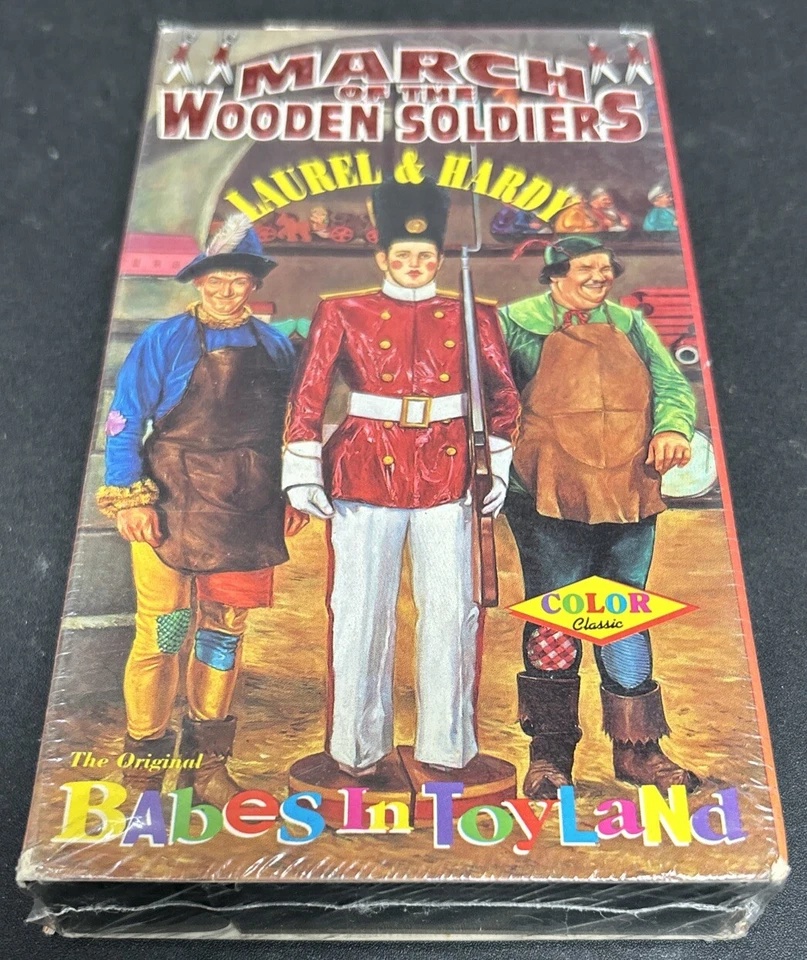 MARCH
OF THE
WOODEN SOLDIERS
LAUREL & HARDY
COLOR
Classic
The Original
BAbeS In ToyLaNd